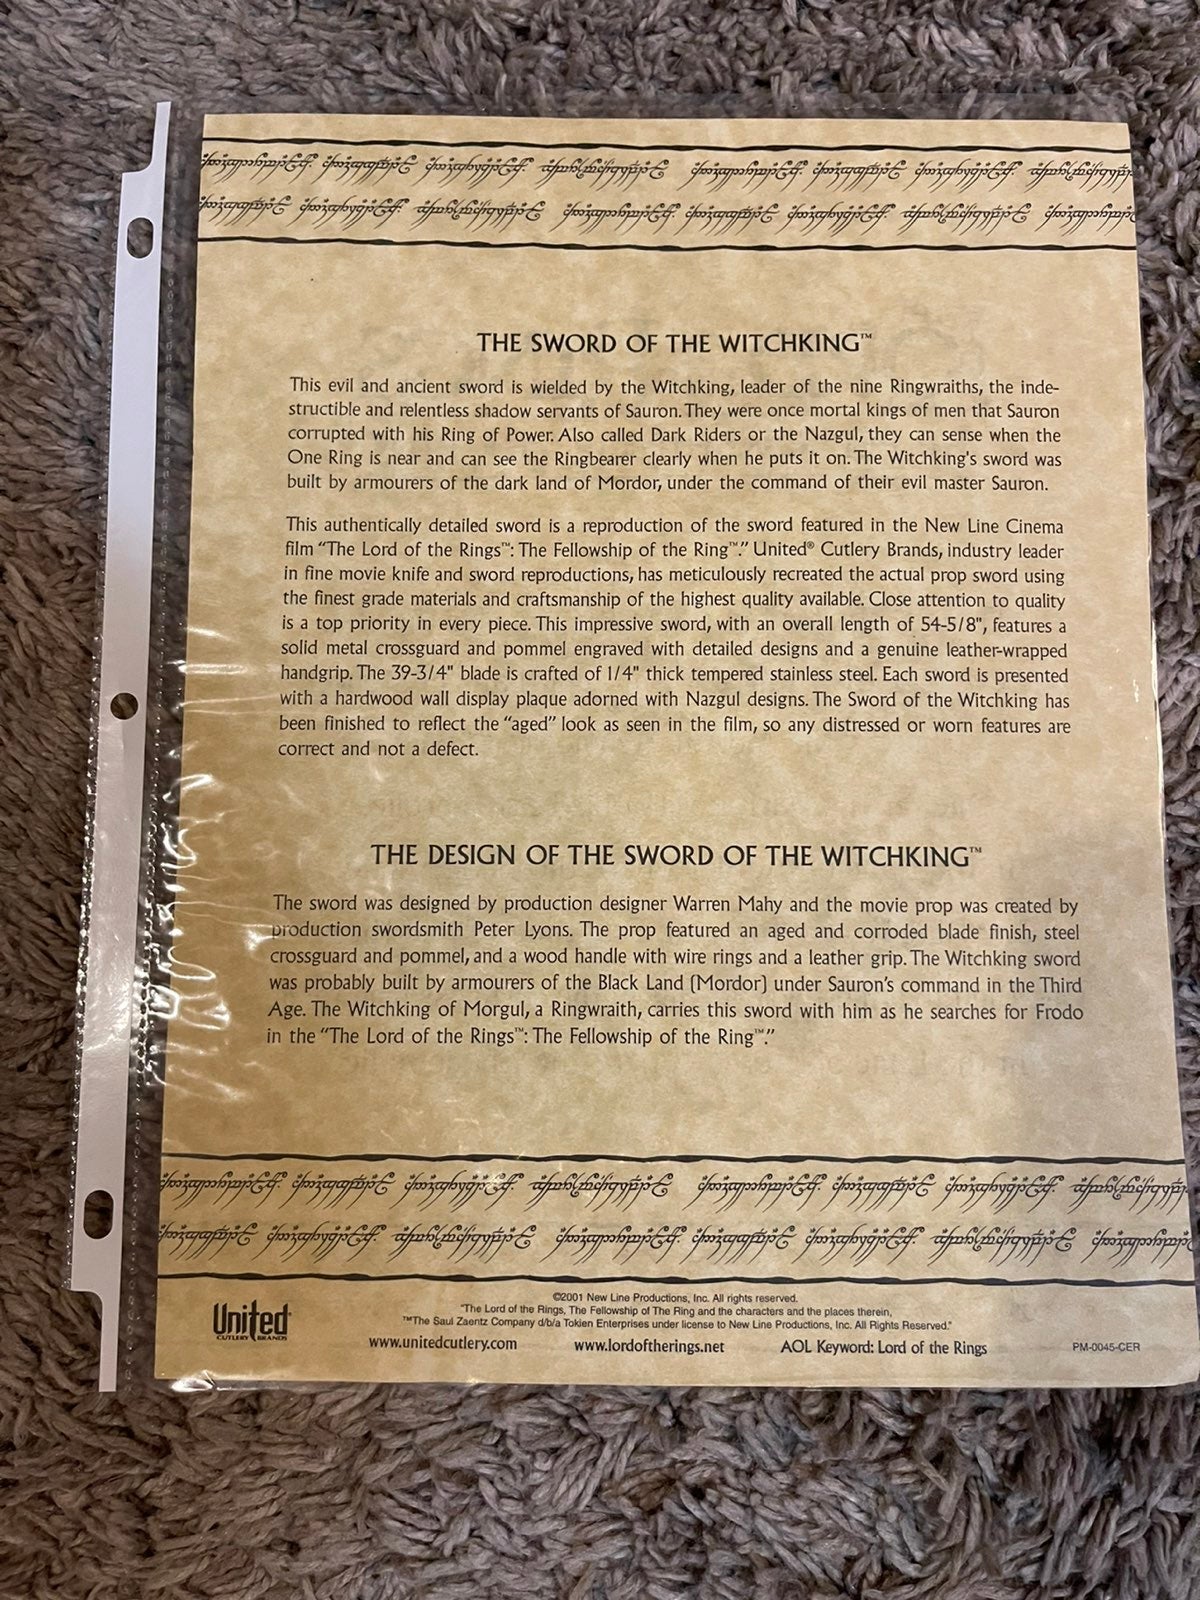 THE SWORD OF THE WITCHKING™
This evil and ancient sword is wielded by the Witchking, leader of the nine Ringwraiths, the inde-
structible and relentless shadow servants of Sauron. They were once mortal kings of men that Sauron
corrupted with his Ring of Power. Also called Dark Riders or the Nazgul, they can sense when the
One Ring is near and can see the Ringbearer clearly when he puts it on. The Witchking's sword was
built by armourers of the dark land of Mordor, under the command of their evil master Sauron.
This authentically detailed sword is a reproduction of the sword featured in the New Line Cinema
film “The Lord of the Rings™: The Fellowship of the Ring™.” United® Cutlery Brands, industry leader
in fine movie knife and sword reproductions, has meticulously recreated the actual prop sword using
the finest grade materials and craftsmanship of the highest quality available. Close attention to quality
is a top priority in every piece. This impressive sword, with an overall length of 54-5/8", features a
solid metal crossguard and pommel engraved with detailed designs and a genuine leather-wrapped
handgrip. The 39-3/4" blade is crafted of 1/4" thick tempered stainless steel. Each sword is presented
with a hardwood wall display plaque adorned with Nazgul designs. The Sword of the Witchking has
been finished to reflect the “aged” look as seen in the film, so any distressed or worn features are
correct and not a defect.
THE DESIGN OF THE SWORD OF THE WITCHKING™
The sword was designed by production designer Warren Mahy and the movie prop was created by
production swordsmith Peter Lyons. The prop featured an aged and corroded blade finish, steel
crossguard and pommel, and a wood handle with wire rings and a leather grip. The Witchking sword
was probably built by armourers of the Black Land (Mordor) under Sauron's command in the Third
Age. The Witchking of Morgul, a Ringwraith, carries this sword with him as he searches for Frodo
in the “The Lord of the Rings™: The Fellowship of the Ring™.”
©2001 New Line Productions, Inc. All rights reserved.
"The Lord of the Rings, The Fellowship of The Ring and the characters and the places therein,
™The Saul Zaentz Company d/b/a Tokien Enterprises under license to New Line Productions, Inc. All Rights Reserved."
United
CUTLERY BRANDS
www.unitedcutlery.com www.lordoftherings.net AOL Keyword: Lord of the Rings PM-0045-CER